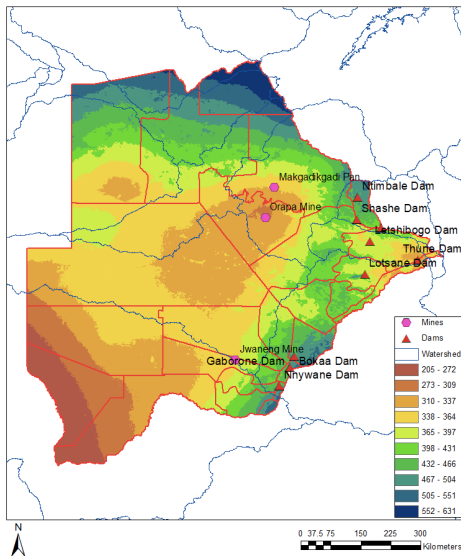 Makgadikgadi Pan
Ntimbale Dam
Orapa Mine
Shashe Dam
Letsibogo Dam
Thune Dam
Lotsane Dam
Jwaneng Mine
Gaborone Dam
Bokaa Dam
Nnywane Dam
Mines
Dams
Watershed
205 - 272
273 - 309
310 - 337
338 - 364
365 - 397
398 - 431
432 - 466
467 - 504
505 - 551
552 - 631
N
0 37.5 75 150 225 300
Kilometers